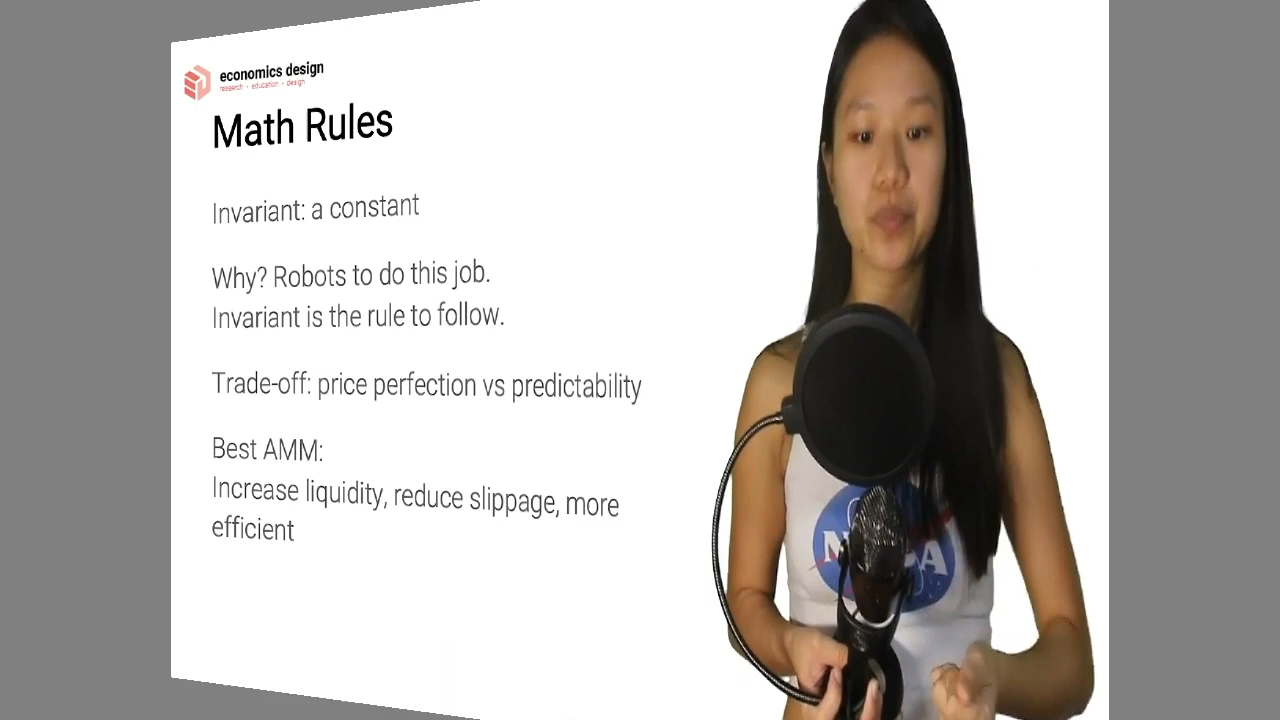 economics design
research • education • design
Math Rules
Invariant: a constant
Why? Robots to do this job.
Invariant is the rule to follow.
Trade-off: price perfection vs predictability
Best AMM:
Increase liquidity, reduce slippage, more
efficient
NASA